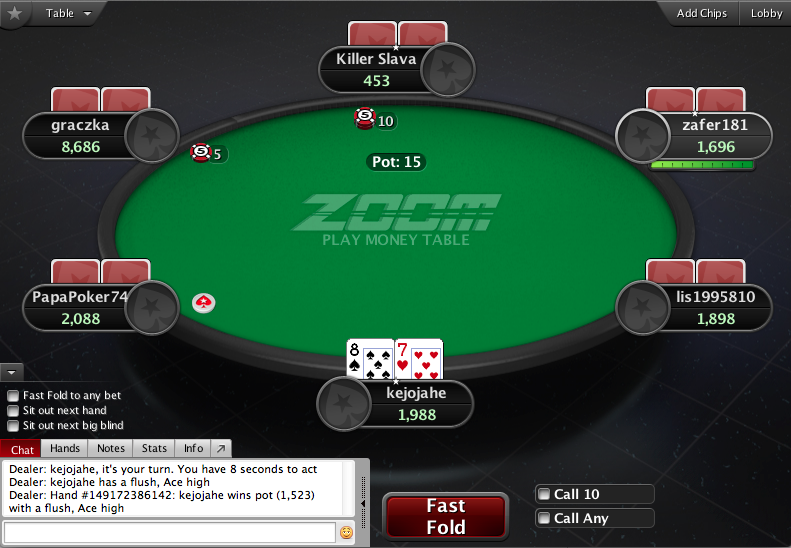 Table
Add Chips
Lobby
Killer Slava
453
graczka
8,686
zafer181
1,696
10
5
Pot: 15
ZOOM
PLAY MONEY TABLE
PapaPoker74
2,088
lis1995810
1,898
8
7
kejojahe
1,988
Fast Fold to any bet
Sit out next hand
Sit out next big blind
Chat
Hands
Notes
Stats
Info
Dealer: kejojahe, it's your turn. You have 8 seconds to act
Dealer: kejojahe has a flush, Ace high
Dealer: Hand #149172386142: kejojahe wins pot (1,523)
with a flush, Ace high
Fast
Fold
Call 10
Call Any